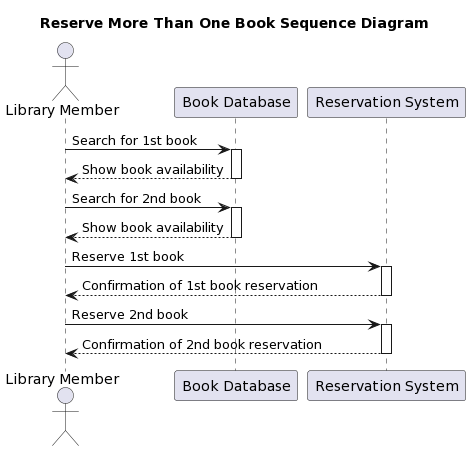 Reserve More Than One Book Sequence Diagram
Library Member
Book Database
Reservation System
Search for 1st book
Show book availability
Search for 2nd book
Show book availability
Reserve 1st book
Confirmation of 1st book reservation
Reserve 2nd book
Confirmation of 2nd book reservation
Library Member
Book Database
Reservation System